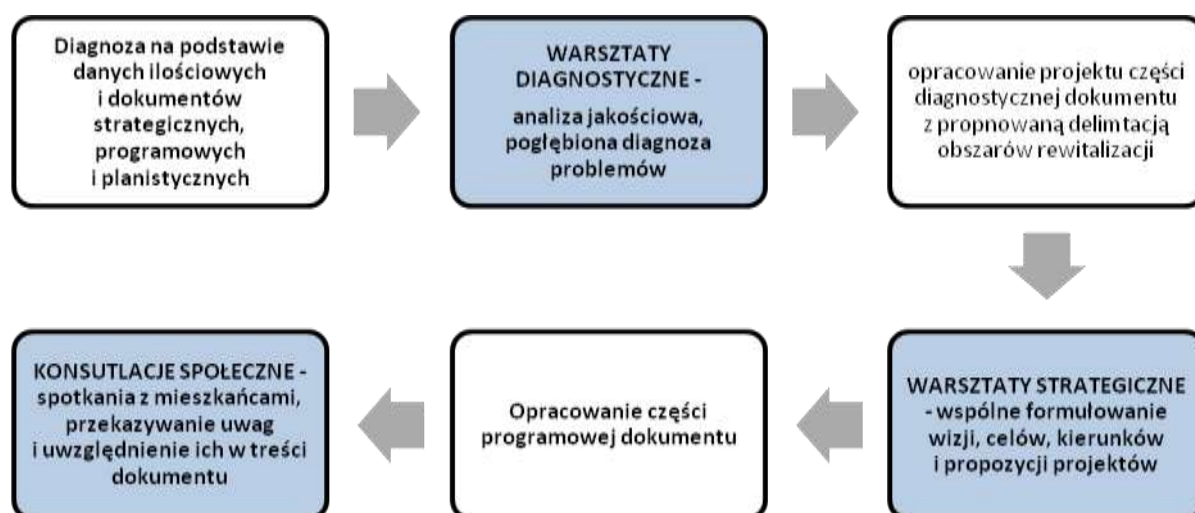 Diagnoza na podstawie
danych ilościowych
i dokumentów
strategicznych,
programowych
i planistycznych
WARSZTATY
DIAGNOSTYCZNE -
analiza jakościowa,
pogłębiona diagnoza
problemów
opracowanie projektu części
diagnostycznej dokumentu
z propnowaną delimtacją
obszarów rewitalizacji
WARSZTATY STRATEGICZNE
- wspólne formułowanie
wizji, celów, kierunków
i propozycji projektów
Opracowanie części
programowej dokumentu
KONSUTLACJE SPOŁECZNE -
spotkania z mieszkańcami,
przekazywanie uwag
i uwzględnienie ich w treści
dokumentu